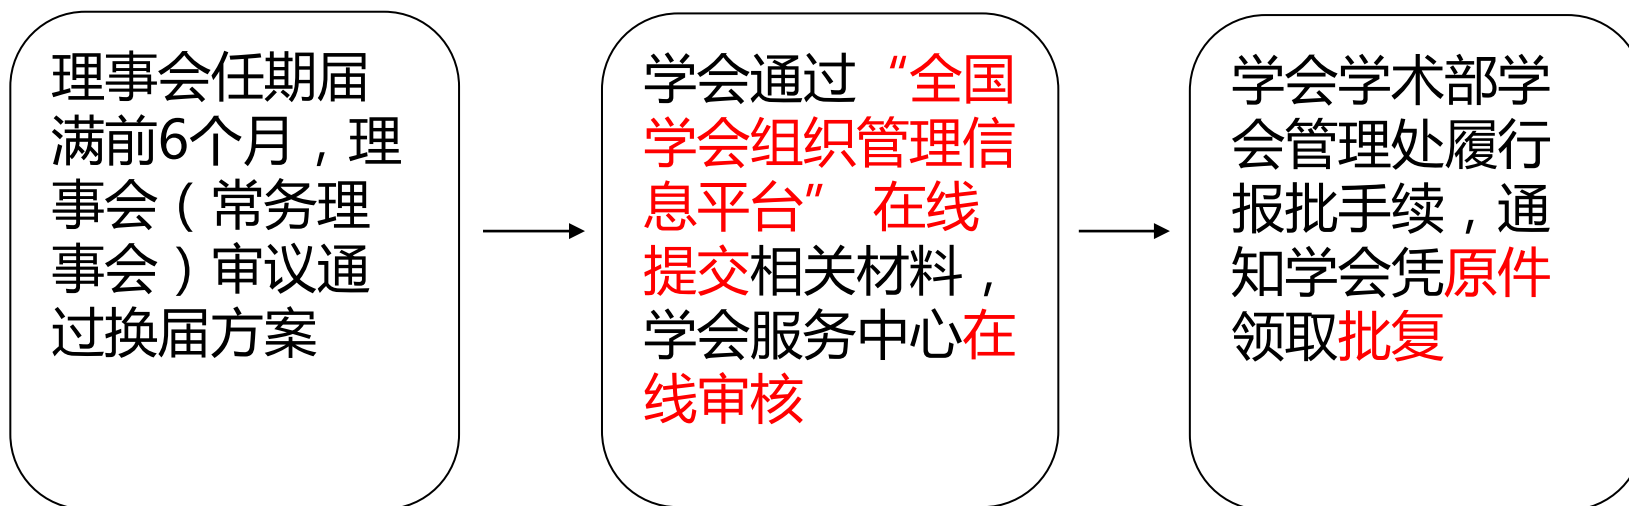 理事会任期届
满前6个月，理
事会（常务理
事会）审议通
过换届方案
学会通过“全国
学会组织管理信
息平台” 在线
提交相关材料，
学会服务中心在
线审核
学会学术部学
会管理处履行
报批手续，通
知学会凭原件
领取批复